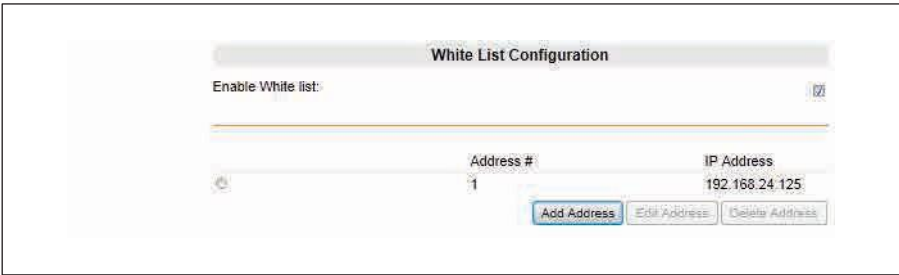 White List Configuration
Enable White list:
Address # IP Address
1 192.168.24.125
Add Address Edit Address Delete Address